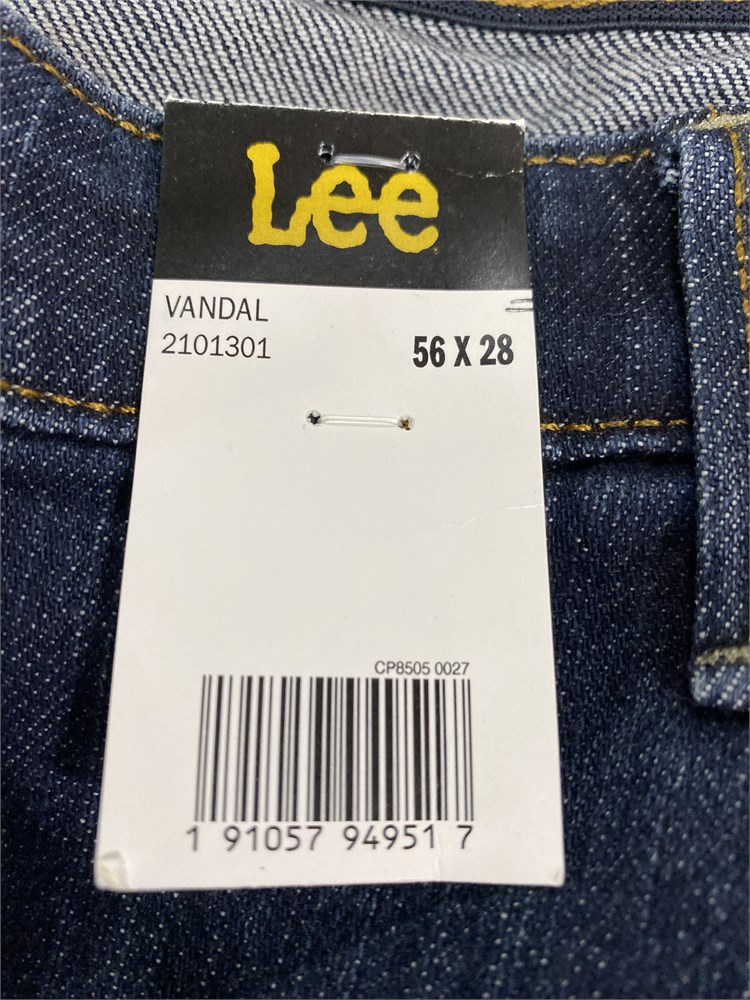 Lee
VANDAL
2101301 56 X 28
CP8505 0027
1 91057 94951 7